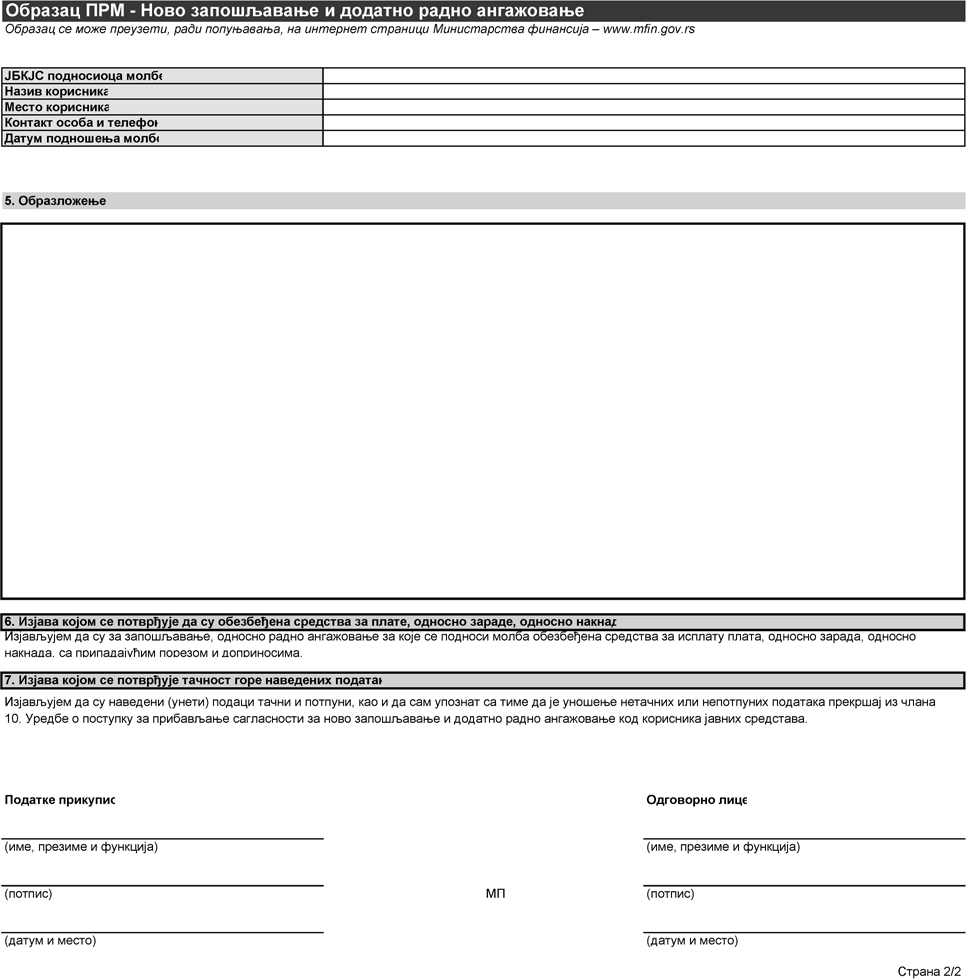 Образац ПРМ - Ново запошљавање и додатно радно ангажовање
Образац се може преузети, ради попуњавања, на интернет страници Министарства финансија – www.mfin.gov.rs
ЈБКЈС подносиоца молбе
Назив корисника
Место корисника
Контакт особа и телефон
Датум подношења молбе
5. Образложење
6. Изјава којом се потврђује да су обезбеђена средства за плате, односно зараде, односно накнад
Изјављујем да су за запошљавање, односно радно ангажовање за које се подноси молба обезбеђена средства за исплату плата, односно зарада, односно
накнада, са припадајућим порезом и доприносима.
7. Изјава којом се потврђује тачност горе наведених податак
Изјављујем да су наведени (унети) подаци тачни и потпуни, као и да сам упознат са тиме да је уношење нетачних или непотпуних података прекршај из члана
10. Уредбе о поступку за прибављање сагласности за ново запошљавање и додатно радно ангажовање код корисника јавних средстава.
Податке прикупио Одговорно лице
(име, презиме и функција) (име, презиме и функција)
(потпис) МП (потпис)
(датум и место) (датум и место)
Страна 2/2